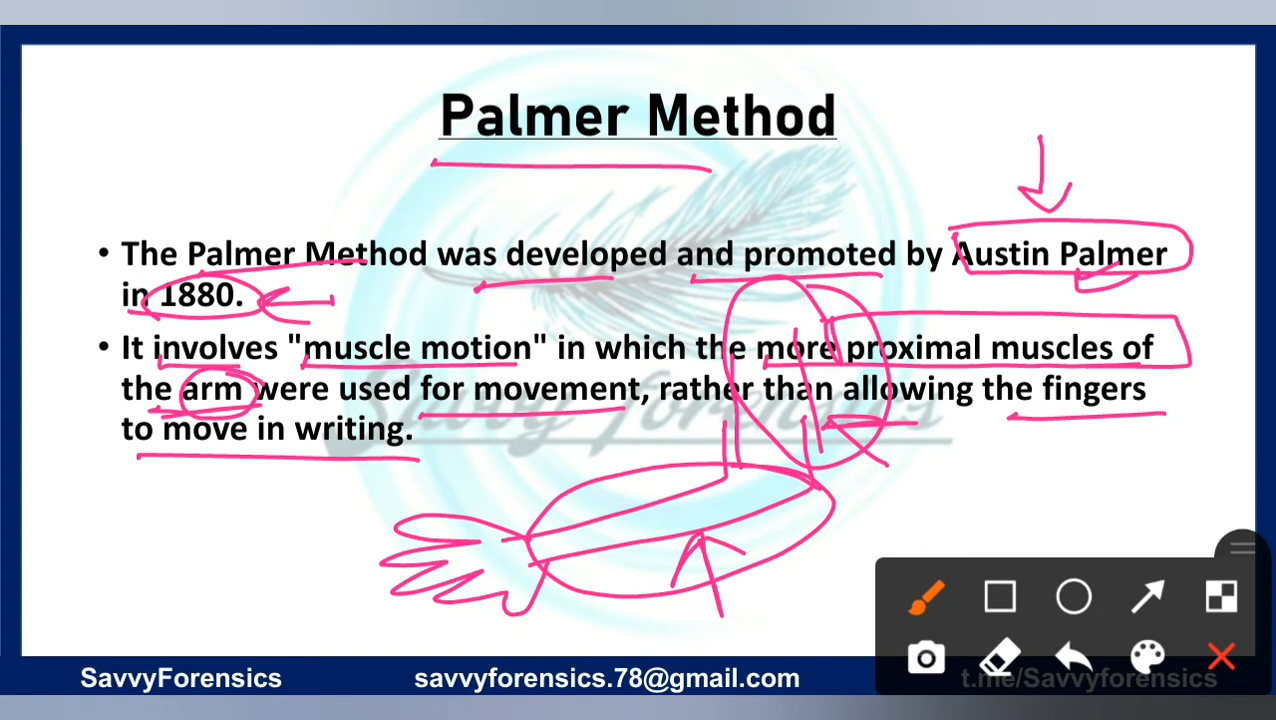 Palmer Method
• The Palmer Method was developed and promoted by Austin Palmer
in 1880.
• It involves "muscle motion" in which the more proximal muscles of
the arm were used for movement, rather than allowing the fingers
to move in writing.
Savvy Forensics
SavvyForensics
savvyforensics.78@gmail.com
t.me/Savvyforensics